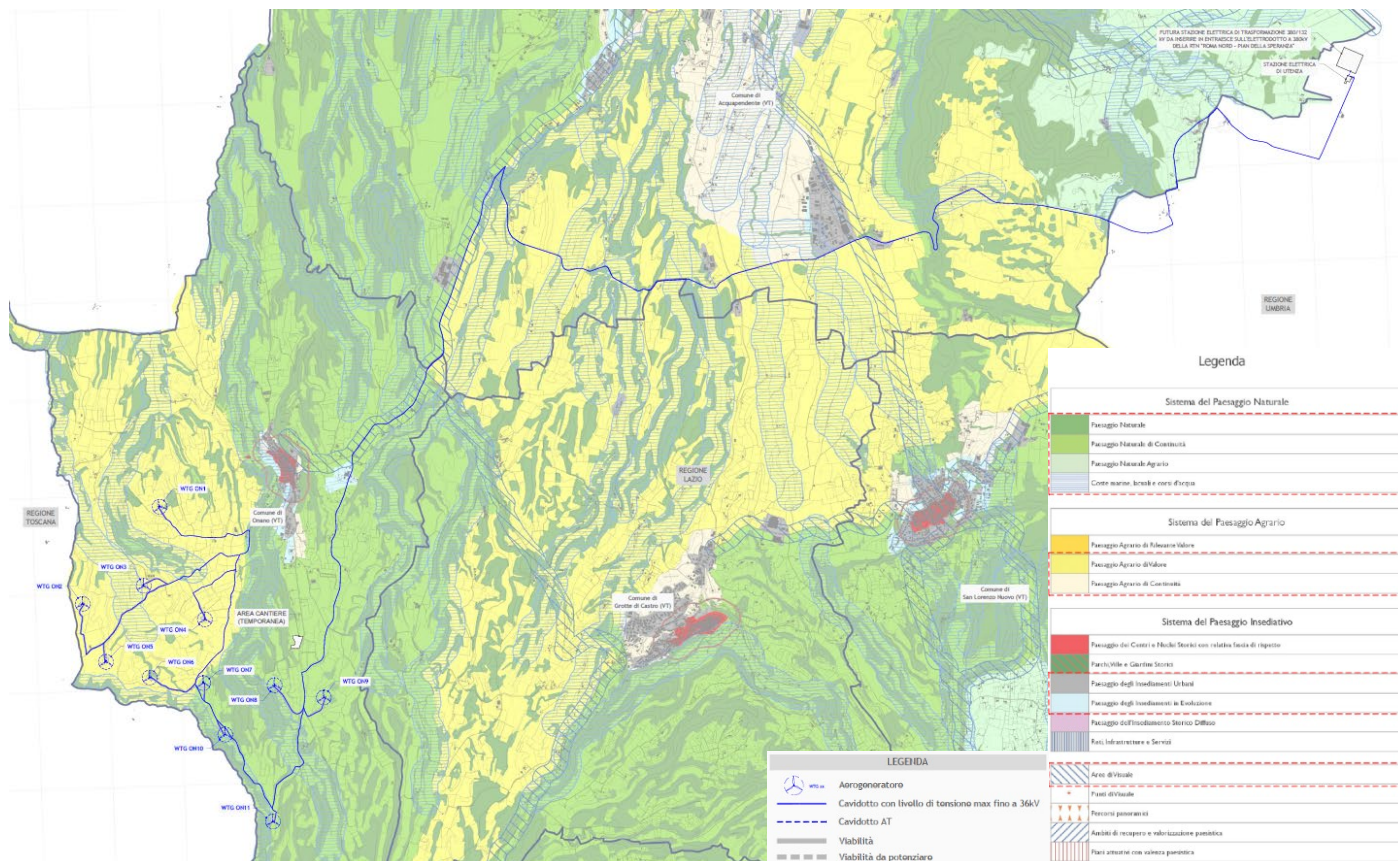 FUTURA STAZIONE ELETTRICA DI TRASFORMAZIONE 380/132
kV DA INSERIRE IN ENTRA ESCE SULL'ELETTRODOTTO A 380kV
DELLA RTN "ROMA NORD - PIAN DELLA SPERANZA"
STAZIONE ELETTRICA
DI UTENZA
Comune di
Acquapendente (VT)
REGIONE
UMBRIA
REGIONE
LAZIO
REGIONE
TOSCANA
WTG ON1
Comune di
Onano (VT)
WTG ON3
WTG ON2
AREA CANTIERE
(TEMPORANEA)
WTG ON4
WTG ON5
WTG ON6
WTG ON7
WTG ON8
WTG ON9
WTG ON10
WTG ON11
Comune di
Grotte di Castro (VT)
Comune di
San Lorenzo Nuovo (VT)
Legenda
Sistema del Paesaggio Naturale
Paesaggio Naturale
Paesaggio Naturale di Continuità
Paesaggio Naturale Agrario
Coste marine, lacuali e corsi d'acqua
Sistema del Paesaggio Agrario
Paesaggio Agrario di Rilevante Valore
Paesaggio Agrario di Valore
Paesaggio Agrario di Continuità
Sistema del Paesaggio Insediativo
Paesaggio dei Centri e Nuclei Storici con relativa fascia di rispetto
Parchi, Ville e Giardini Storici
Paesaggio degli Insediamenti Urbani
Paesaggio degli Insediamenti in Evoluzione
Paesaggio dell'Insediamento Storico Diffuso
Reti, Infrastrutture e Servizi
Aree di Visuale
Punti di Visuale
Percorsi panoramici
Ambiti di recupero e valorizzazione paesistica
Piani attuativi con valenza paesistica
LEGENDA
Aerogeneratore
Cavidotto con livello di tensione max fino a 36kV
Cavidotto AT
Viabilità
Viabilità da potenziare